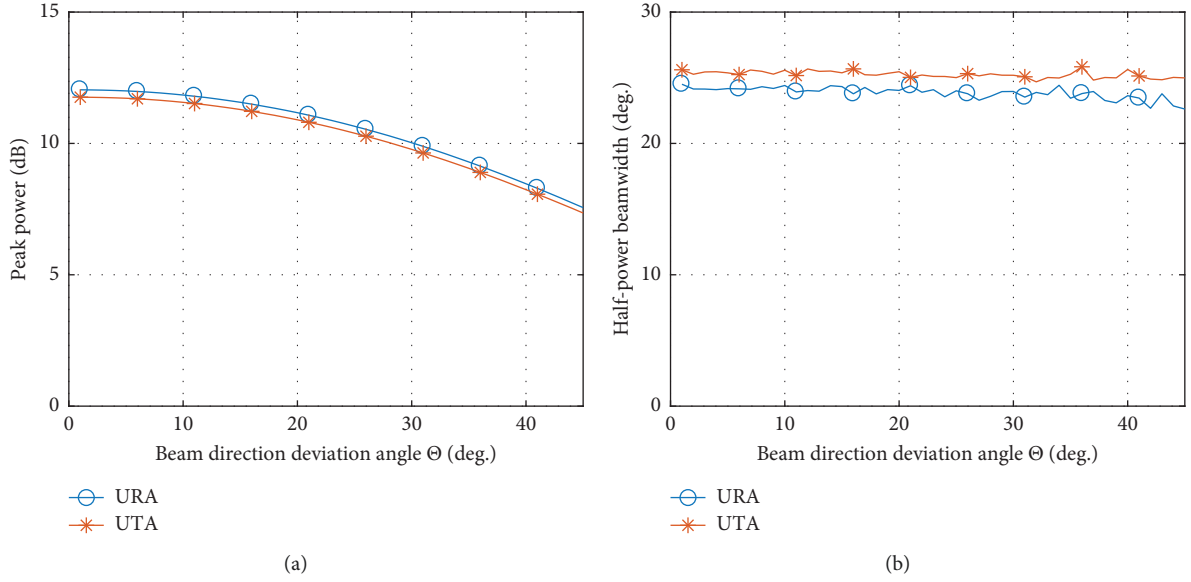 15
10
5
0
Peak power (dB)
0 10 20 30 40
Beam direction deviation angle Θ (deg.)
URA
UTA
(a)
30
20
10
0
Half-power beamwidth (deg.)
0 10 20 30 40
Beam direction deviation angle Θ (deg.)
URA
UTA
(b)